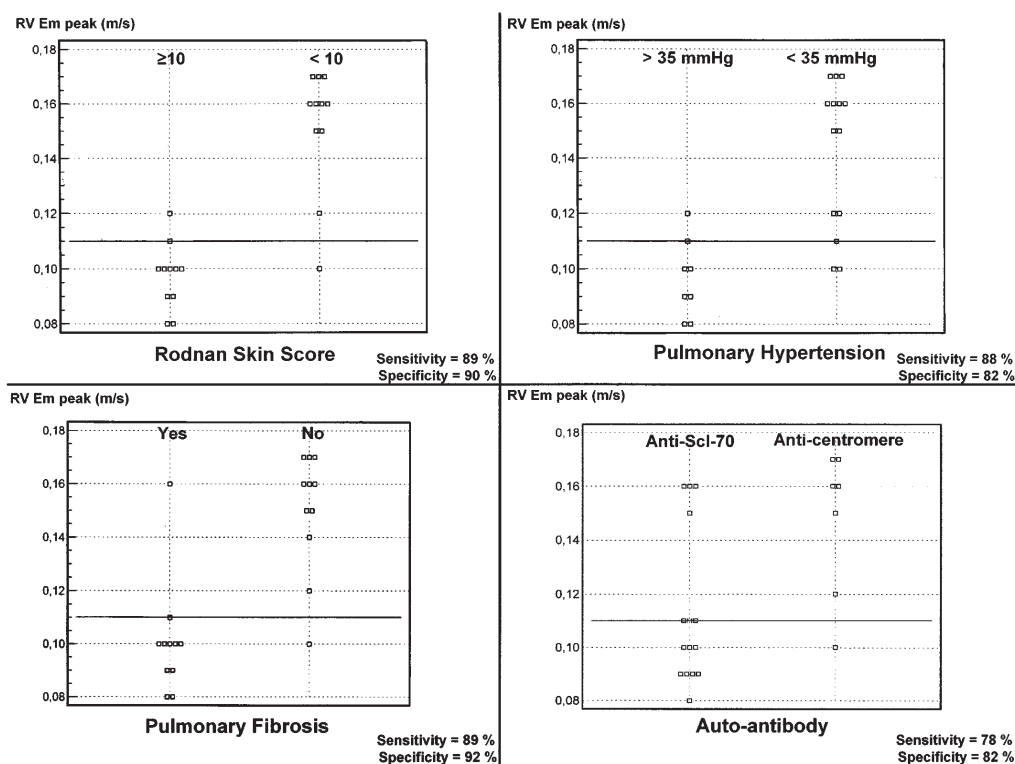 RV Em peak (m/s)
≥10 < 10
0,18
0,16
0,14
0,12
0,10
0,08
Rodnan Skin Score
Sensitivity = 89 %
Specificity = 90 %
RV Em peak (m/s)
> 35 mmHg < 35 mmHg
0,18
0,16
0,14
0,12
0,10
0,08
Pulmonary Hypertension
Sensitivity = 88 %
Specificity = 82 %
RV Em peak (m/s)
Yes No
0,18
0,16
0,14
0,12
0,10
0,08
Pulmonary Fibrosis
Sensitivity = 89 %
Specificity = 92 %
RV Em peak (m/s)
Anti-Scl-70 Anti-centromere
0,18
0,16
0,14
0,12
0,10
0,08
Auto-antibody
Sensitivity = 78 %
Specificity = 82 %